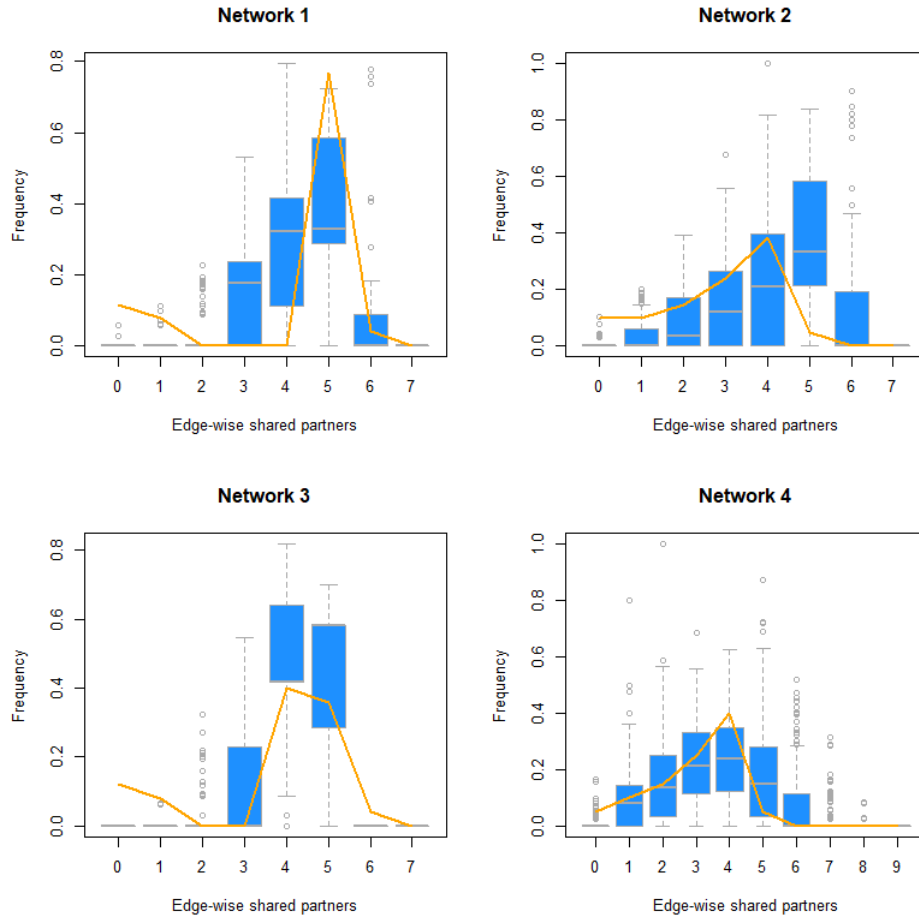 Network 1
Frequency
0.0 0.2 0.4 0.6 0.8
0 1 2 3 4 5 6 7
Edge-wise shared partners
Network 2
Frequency
0.0 0.2 0.4 0.6 0.8 1.0
0 1 2 3 4 5 6 7
Edge-wise shared partners
Network 3
Frequency
0.0 0.2 0.4 0.6 0.8
0 1 2 3 4 5 6 7
Edge-wise shared partners
Network 4
Frequency
0.0 0.2 0.4 0.6 0.8 1.0
0 1 2 3 4 5 6 7 8 9
Edge-wise shared partners